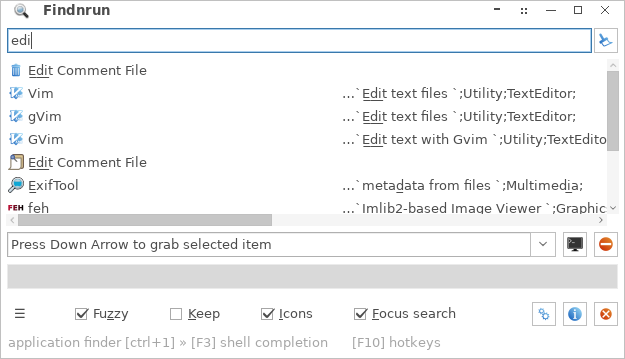 Findnrun
edi
Edit Comment File
Vim ...`Edit text files `;Utility;TextEditor;
gVim ...`Edit text files `;Utility;TextEditor;
GVim ...`Edit text with Gvim `;Utility;TextEdito
Edit Comment File
ExifTool ...`metadata from files `;Multimedia;
FEH feh ...`Imlib2-based Image Viewer `;Graphic
Press Down Arrow to grab selected item
Fuzzy Keep Icons Focus search
application finder [ctrl+1] » [F3] shell completion [F10] hotkeys